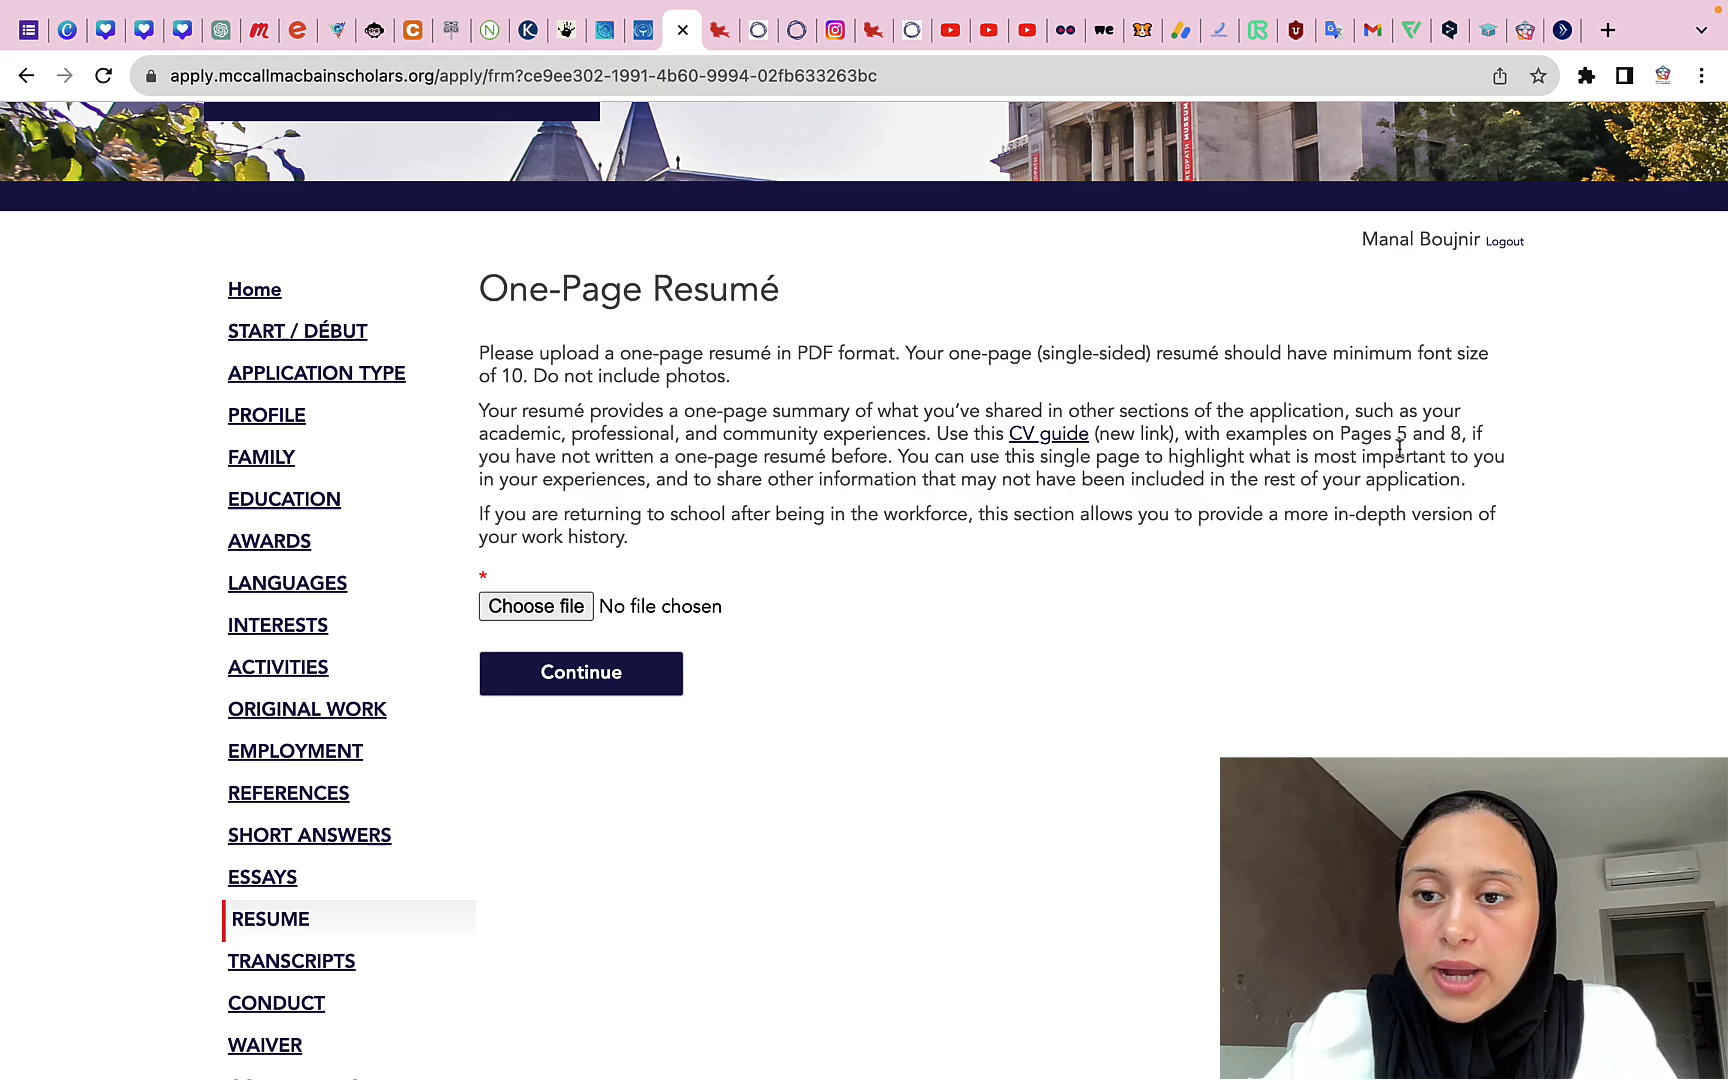 apply.mccallmacbainscholars.org/apply/frm?ce9ee302-1991-4b60-9994-02fb633263bc
REDPATH MUSEUM
Manal Boujnir Logout
Home
START / DÉBUT
APPLICATION TYPE
PROFILE
FAMILY
EDUCATION
AWARDS
LANGUAGES
INTERESTS
ACTIVITIES
ORIGINAL WORK
EMPLOYMENT
REFERENCES
SHORT ANSWERS
ESSAYS
RESUME
TRANSCRIPTS
CONDUCT
WAIVER
One-Page Resumé
Please upload a one-page resumé in PDF format. Your one-page (single-sided) resumé should have minimum font size
of 10. Do not include photos.
Your resumé provides a one-page summary of what you've shared in other sections of the application, such as your
academic, professional, and community experiences. Use this CV guide (new link), with examples on Pages 5 and 8, if
you have not written a one-page resumé before. You can use this single page to highlight what is most important to you
in your experiences, and to share other information that may not have been included in the rest of your application.
If you are returning to school after being in the workforce, this section allows you to provide a more in-depth version of
your work history.
*
Choose file No file chosen
Continue